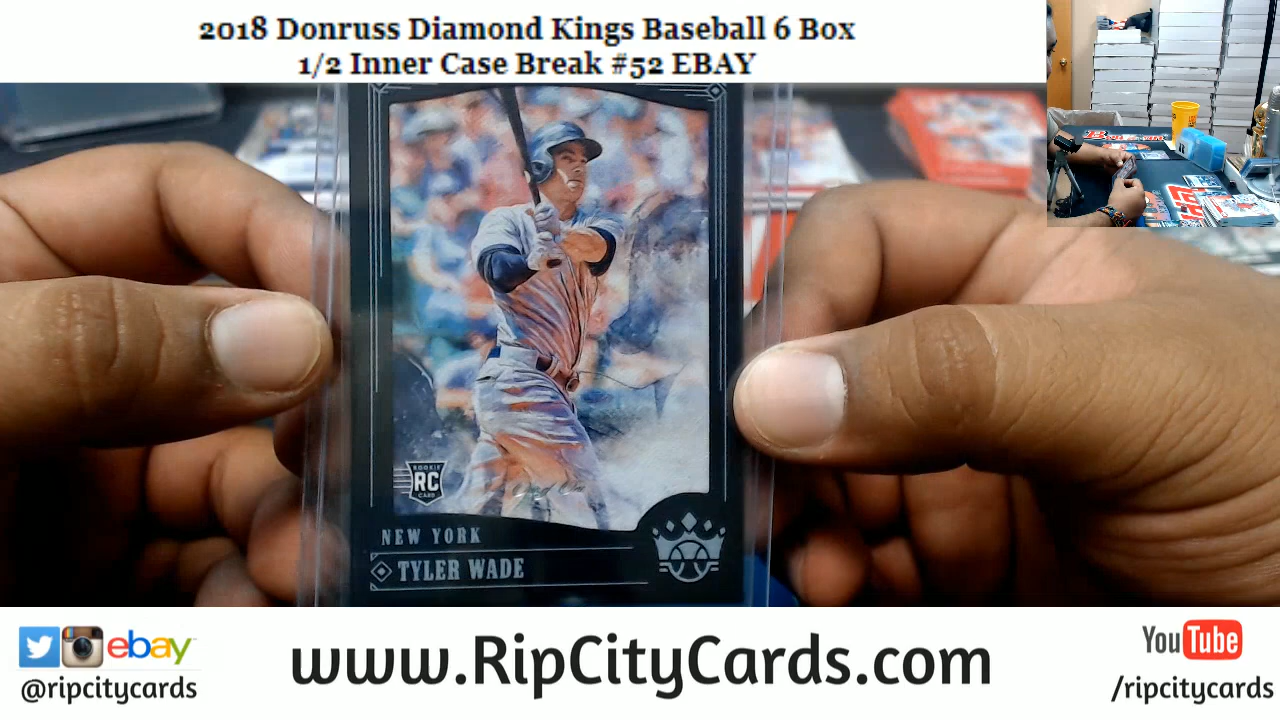 2018 Donruss Diamond Kings Baseball 6 Box
1/2 Inner Case Break #52 EBAY
ROOKIE
RC
CARD
NEW YORK
TYLER WADE
ebay
@ripcitycards
www.RipCityCards.com
YouTube
/ripcitycards